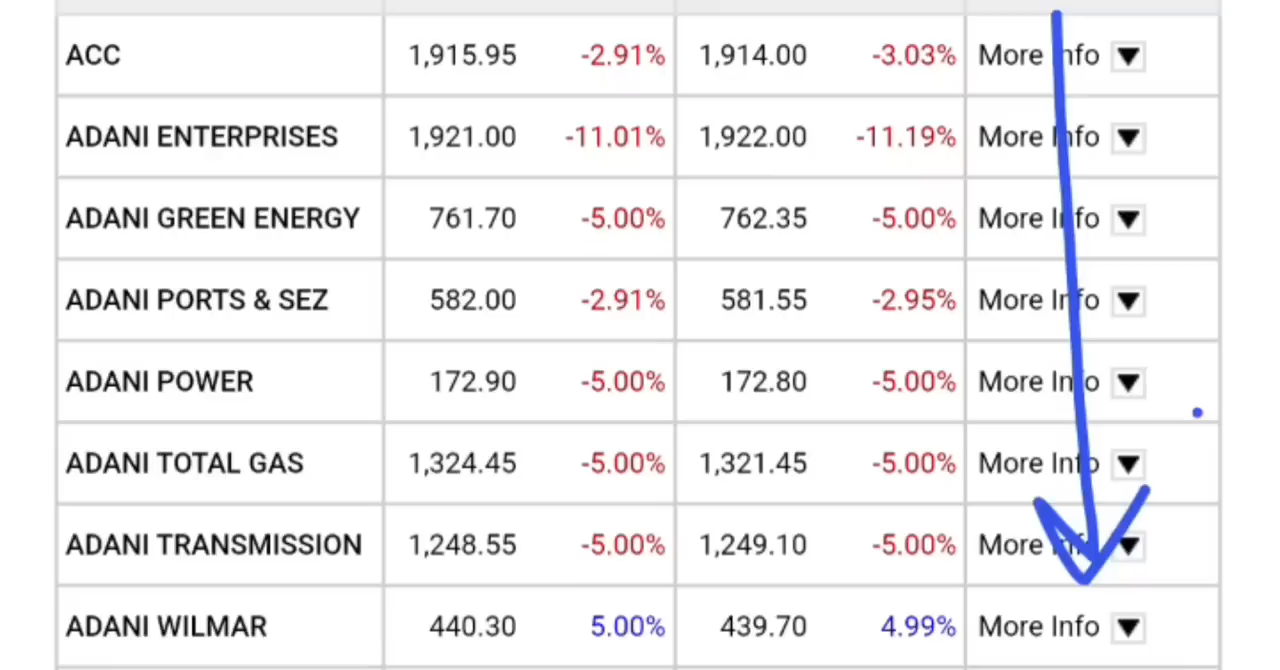 ACC 1,915.95 -2.91% 1,914.00 -3.03% More Info
ADANI ENTERPRISES 1,921.00 -11.01% 1,922.00 -11.19% More Info
ADANI GREEN ENERGY 761.70 -5.00% 762.35 -5.00% More Info
ADANI PORTS & SEZ 582.00 -2.91% 581.55 -2.95% More Info
ADANI POWER 172.90 -5.00% 172.80 -5.00% More Info
ADANI TOTAL GAS 1,324.45 -5.00% 1,321.45 -5.00% More Info
ADANI TRANSMISSION 1,248.55 -5.00% 1,249.10 -5.00% More Info
ADANI WILMAR 440.30 5.00% 439.70 4.99% More Info